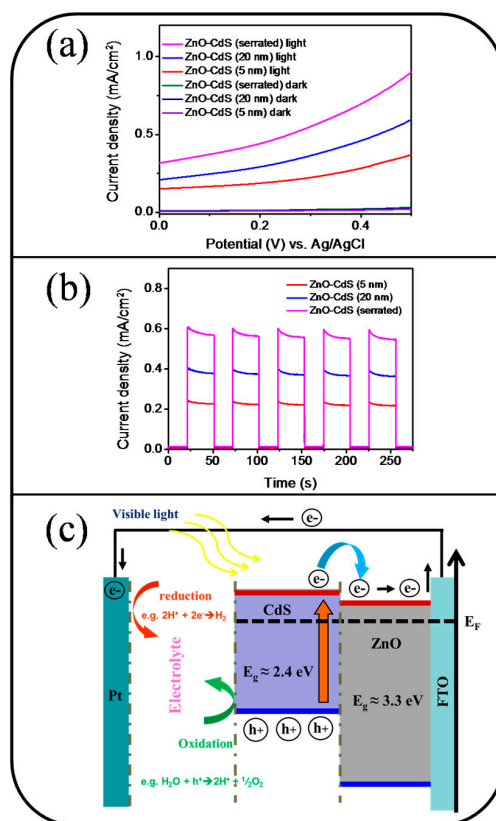 (a)
Current density (mA/cm²)
1.0
0.5
0.0
ZnO-CdS (serrated) light
ZnO-CdS (20 nm) light
ZnO-CdS (5 nm) light
ZnO-CdS (serrated) dark
ZnO-CdS (20 nm) dark
ZnO-CdS (5 nm) dark
0.0 0.2 0.4
Potential (V) vs. Ag/AgCl
(b)
Current density (mA/cm²)
0.8
0.6
0.4
0.2
0.0
ZnO-CdS (5 nm)
ZnO-CdS (20 nm)
ZnO-CdS (serrated)
0 50 100 150 200 250
Time (s)
(c)
Visible light
e-
e-
reduction
e.g. 2H⁺ + 2e⁻➔H₂
Pt
Electrolyte
Oxidation
e.g. H₂O + h⁺➔2H⁺ + ½O₂
e-
CdS
E_g ≈ 2.4 eV
h+ h+ h+
e- e-
ZnO
E_g ≈ 3.3 eV
FTO
E_F